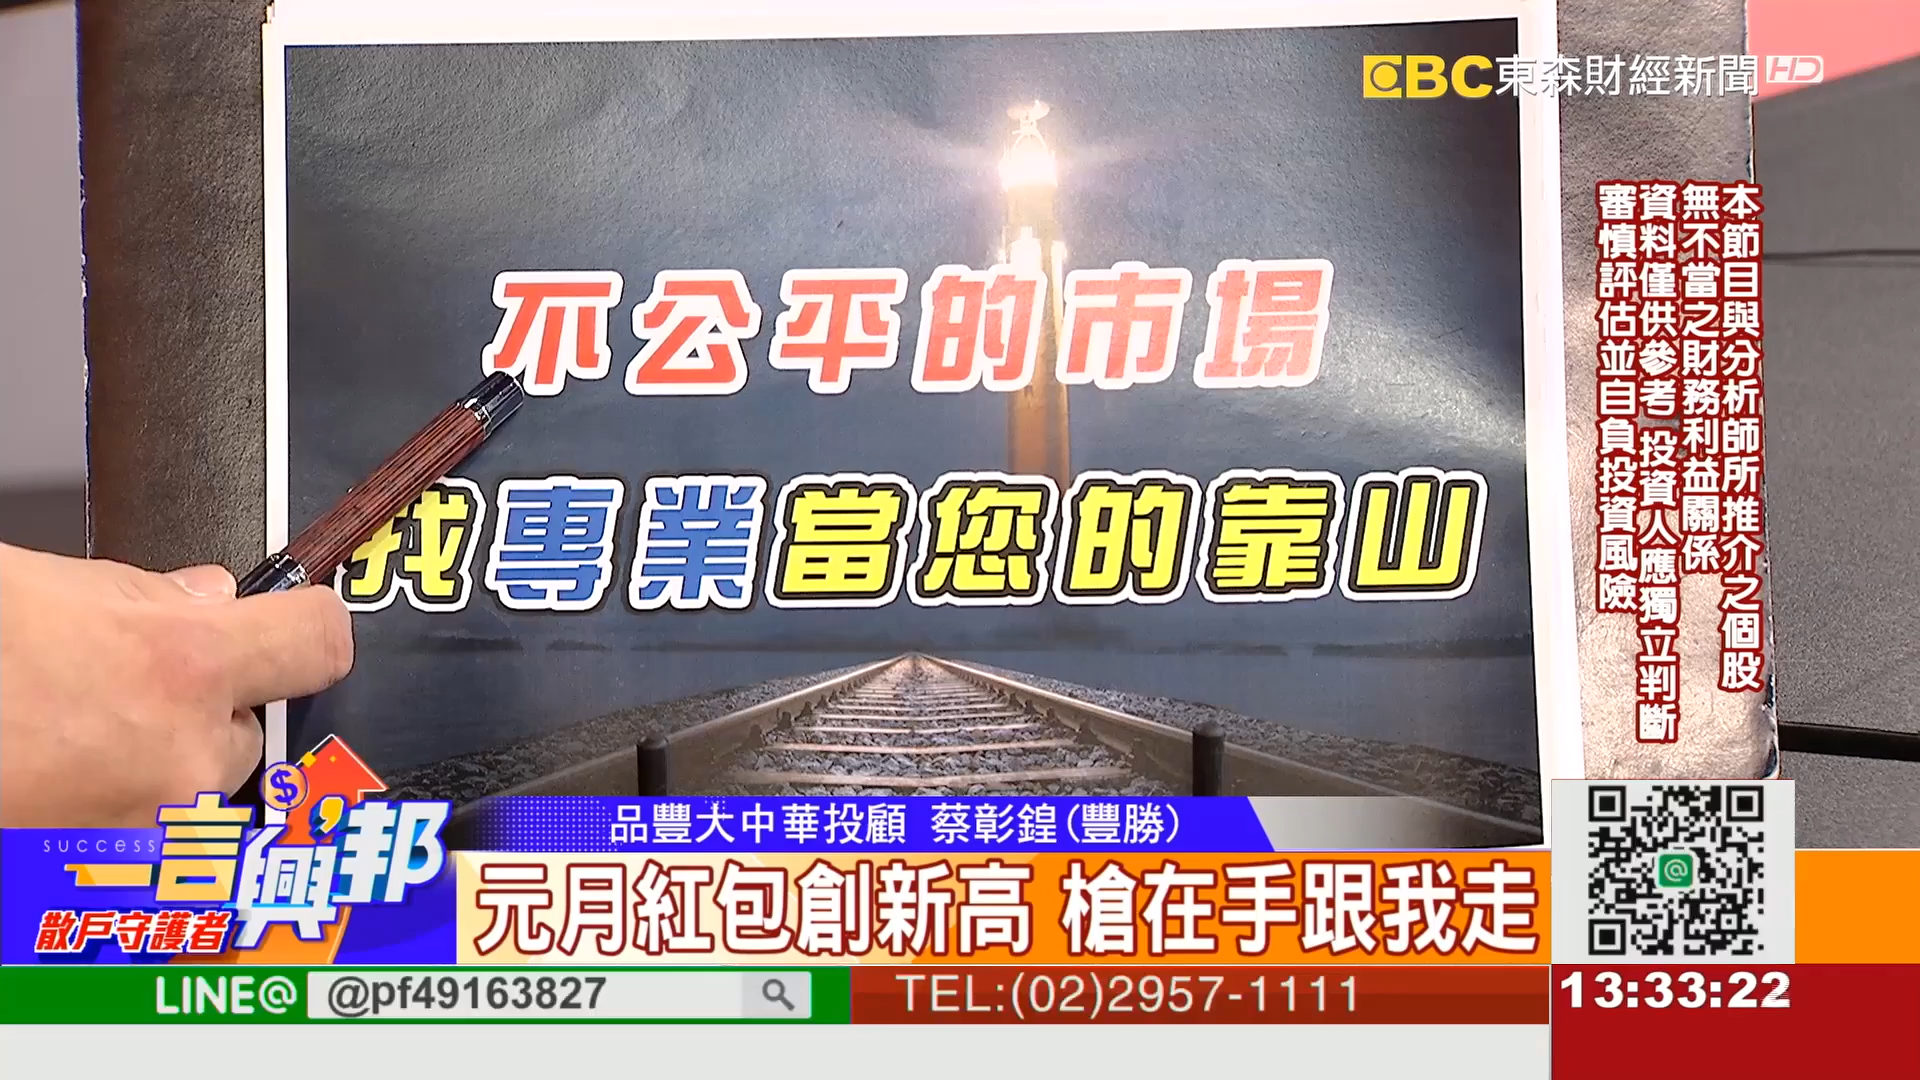 EBC東森財經新聞HD
不公平的市場
我專業當您的靠山
本節目與分析師所推介之個股
無不當之財務利益關係
資料僅供參考 投資人應獨立判斷
審慎評估並自負投資風險
success
一言興邦
散戶守護者
品豐大中華投顧 蔡彰鍠(豐勝)
元月紅包創新高 槍在手跟我走
LINE@ @pf49163827
TEL:(02)2957-1111
13:33:22